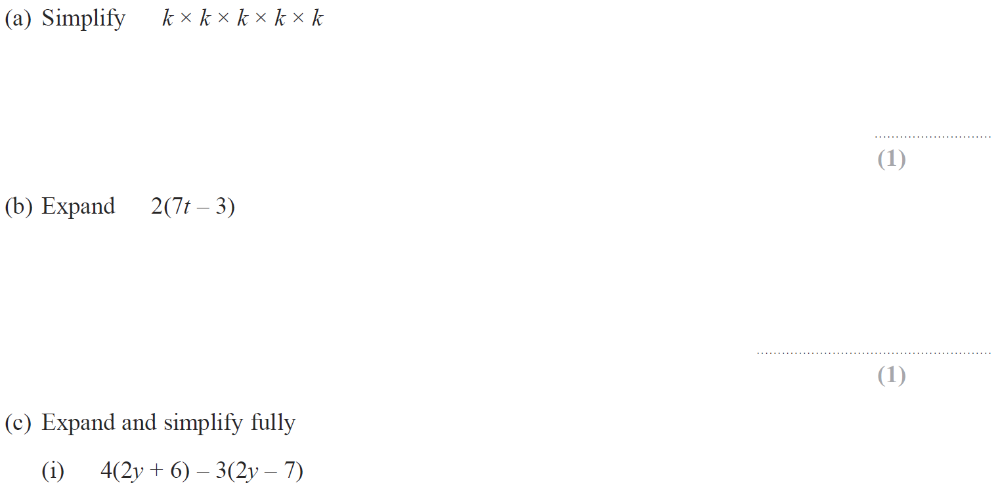 (a) Simplify k × k × k × k × k
............................
(1)
(b) Expand 2(7t – 3)
.........................................................
(1)
(c) Expand and simplify fully
(i) 4(2y + 6) – 3(2y – 7)